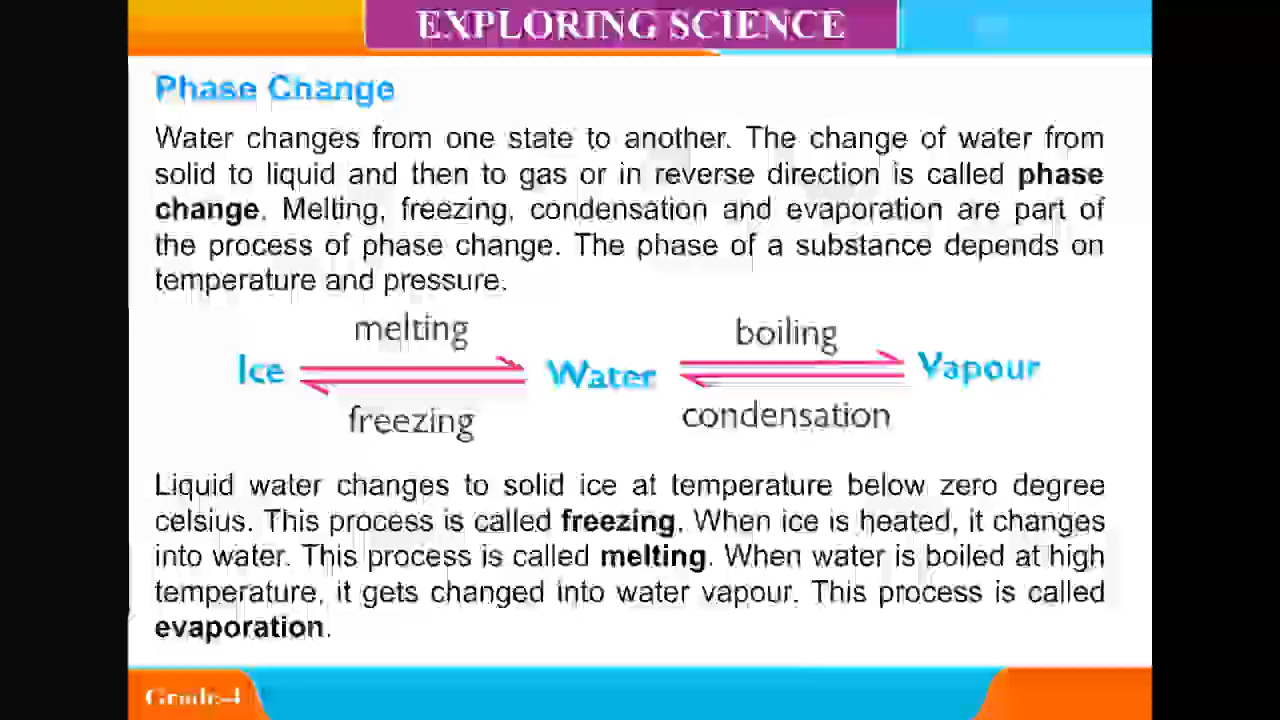 EXPLORING SCIENCE
Phase Change
Water changes from one state to another. The change of water from
solid to liquid and then to gas or in reverse direction is called phase
change. Melting, freezing, condensation and evaporation are part of
the process of phase change. The phase of a substance depends on
temperature and pressure.
melting
boiling
Ice
Water
Vapour
freezing
condensation
Liquid water changes to solid ice at temperature below zero degree
celsius. This process is called freezing. When ice is heated, it changes
into water. This process is called melting. When water is boiled at high
temperature, it gets changed into water vapour. This process is called
evaporation.
Grade-4